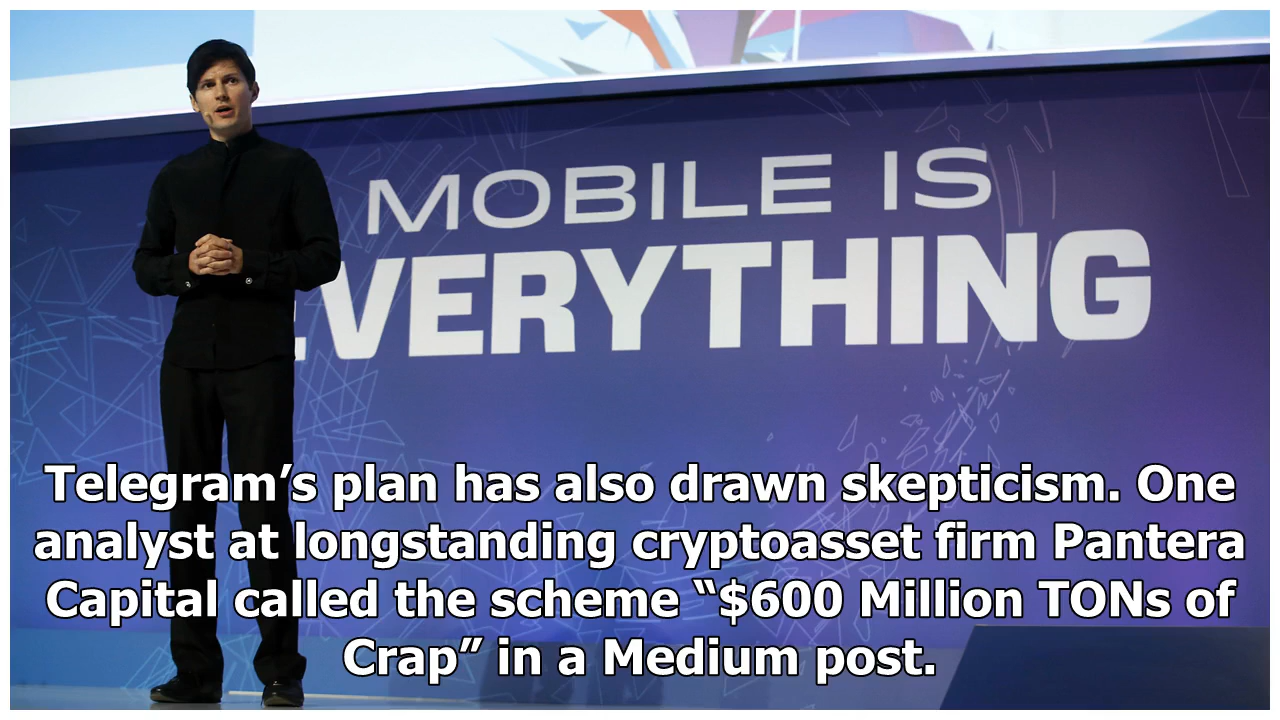 MOBILE IS
EVERYTHING
Telegram’s plan has also drawn skepticism. One
analyst at longstanding cryptoasset firm Pantera
Capital called the scheme “$600 Million TONs of
Crap” in a Medium post.